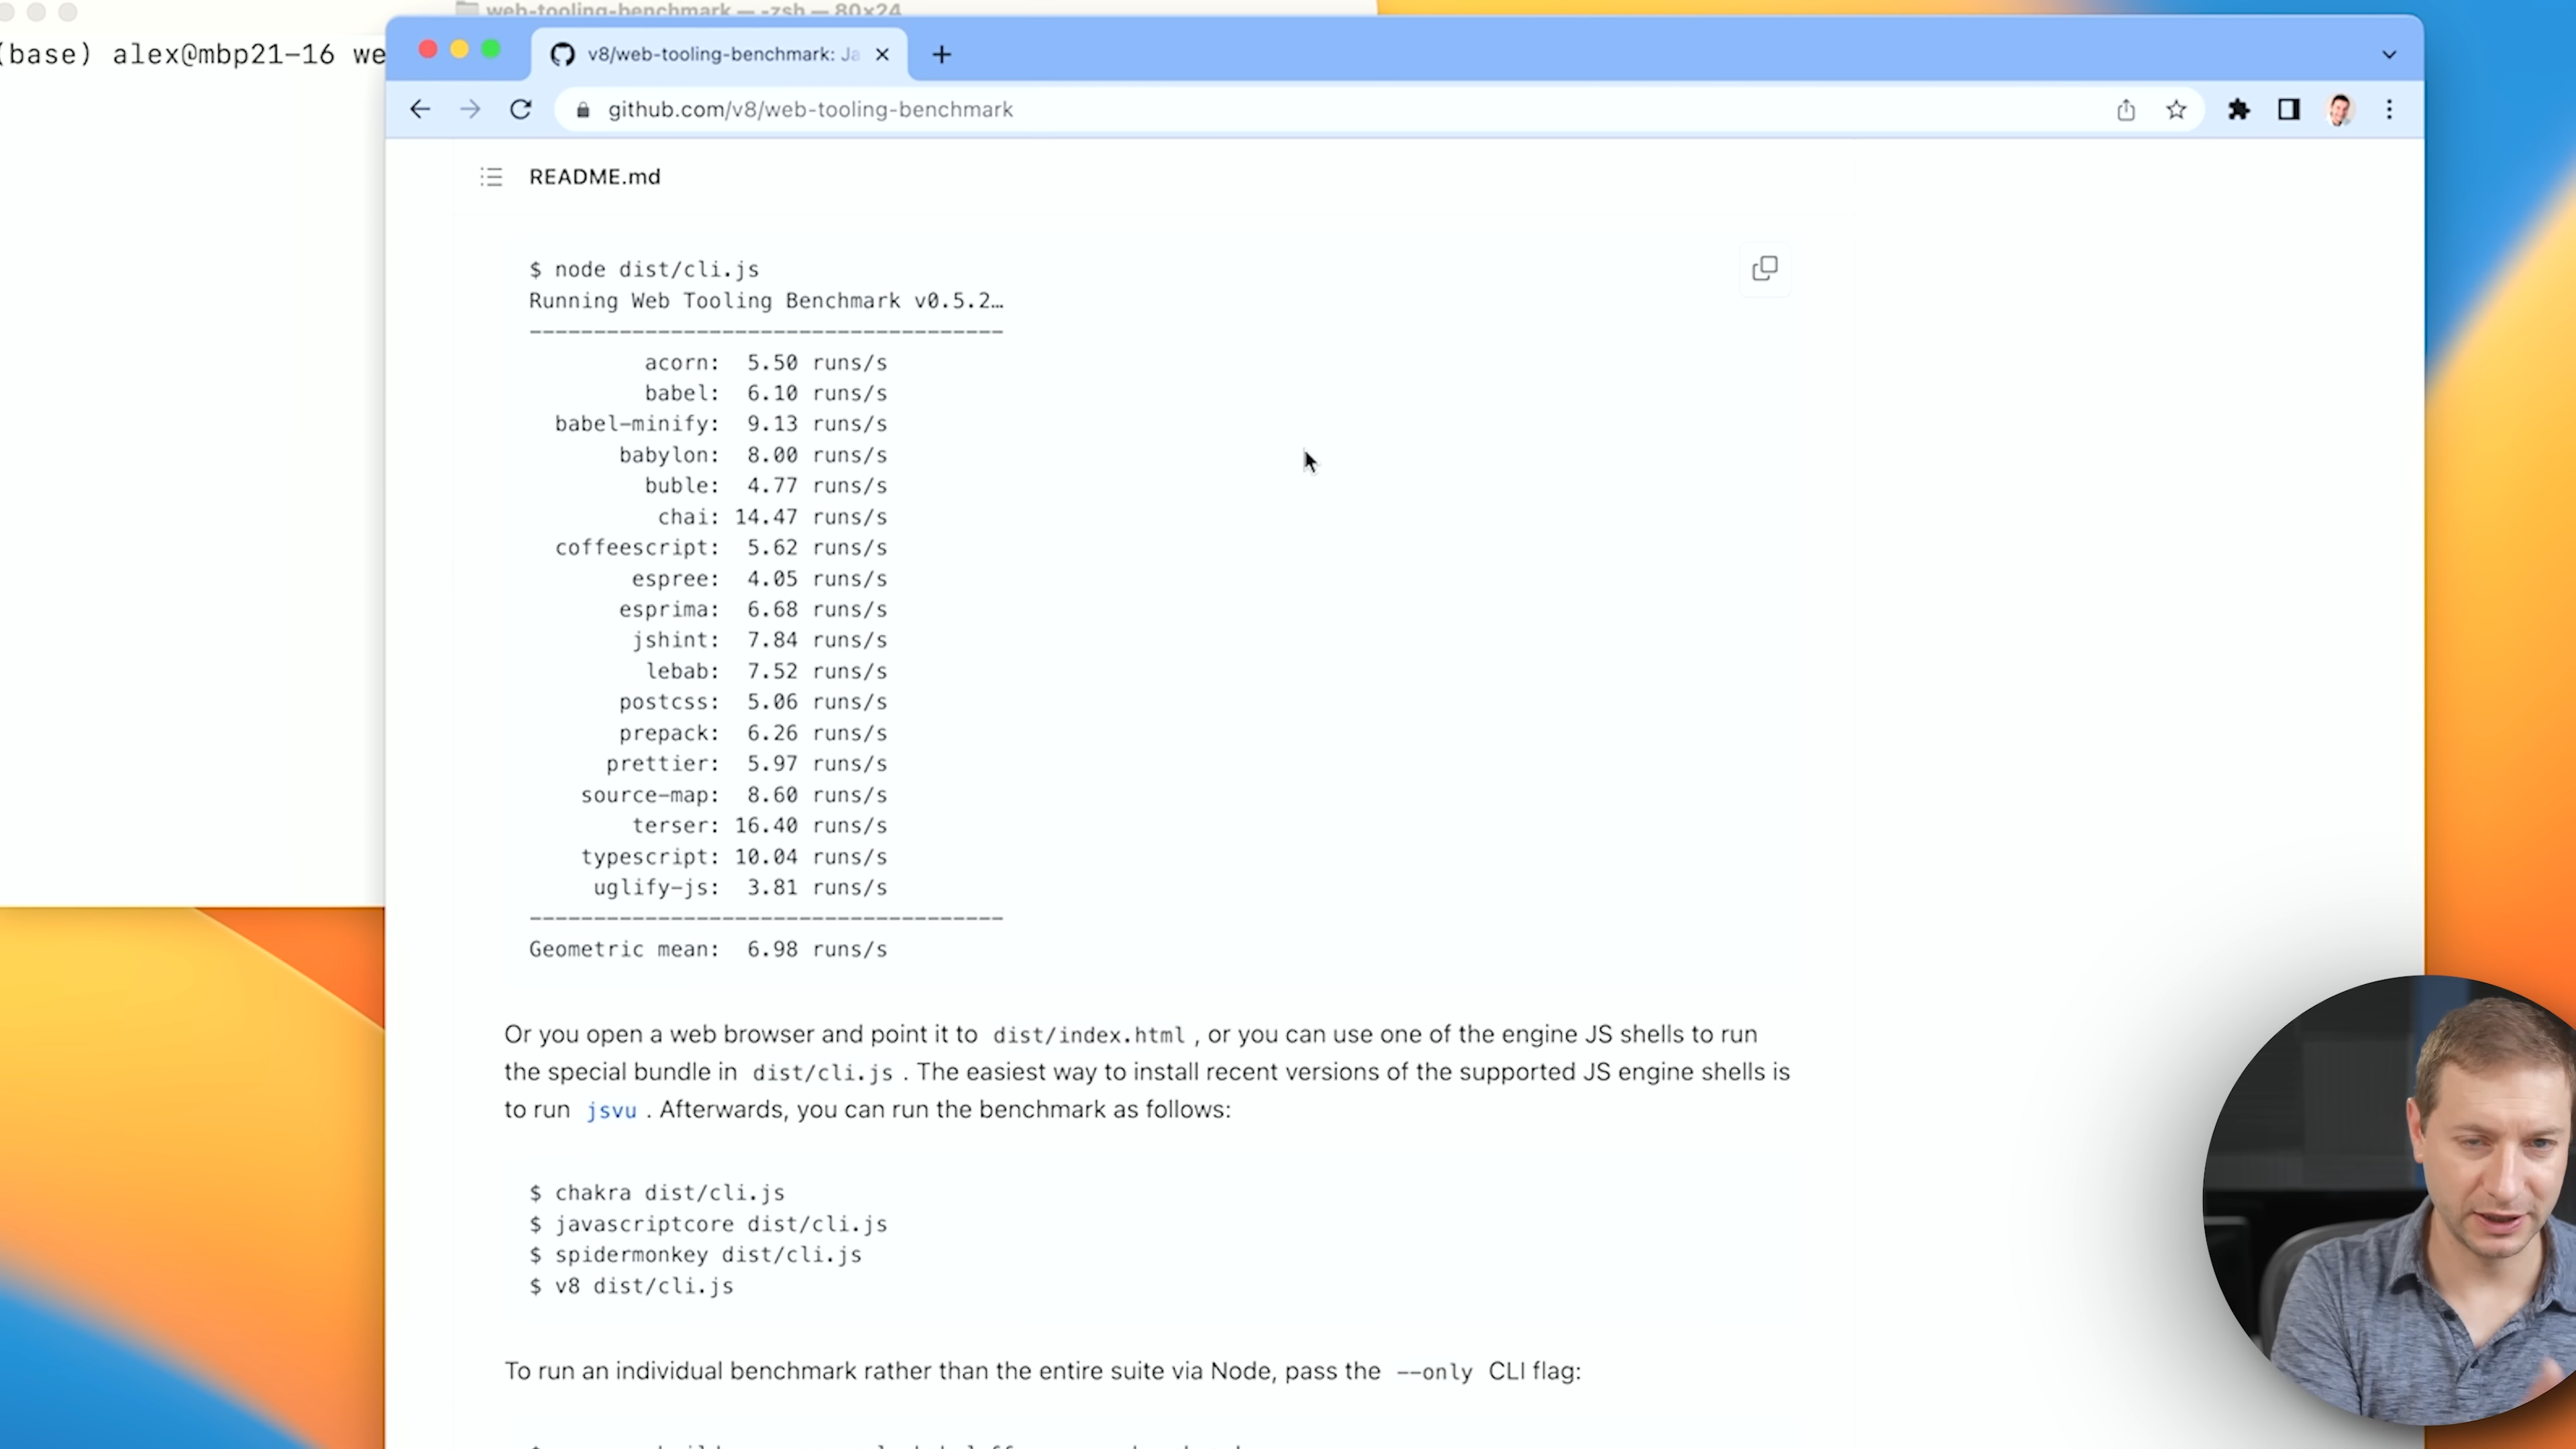 web-tooling-benchmark — -zsh — 80×24
(base) alex@mbp21-16 we
v8/web-tooling-benchmark: Ja
github.com/v8/web-tooling-benchmark
README.md
$ node dist/cli.js
Running Web Tooling Benchmark v0.5.2…
-------------------------------------
acorn: 5.50 runs/s
babel: 6.10 runs/s
babel-minify: 9.13 runs/s
babylon: 8.00 runs/s
buble: 4.77 runs/s
chai: 14.47 runs/s
coffeescript: 5.62 runs/s
espree: 4.05 runs/s
esprima: 6.68 runs/s
jshint: 7.84 runs/s
lebab: 7.52 runs/s
postcss: 5.06 runs/s
prepack: 6.26 runs/s
prettier: 5.97 runs/s
source-map: 8.60 runs/s
terser: 16.40 runs/s
typescript: 10.04 runs/s
uglify-js: 3.81 runs/s
-------------------------------------
Geometric mean: 6.98 runs/s
Or you open a web browser and point it to dist/index.html , or you can use one of the engine JS shells to run
the special bundle in dist/cli.js . The easiest way to install recent versions of the supported JS engine shells is
to run jsvu . Afterwards, you can run the benchmark as follows:
$ chakra dist/cli.js
$ javascriptcore dist/cli.js
$ spidermonkey dist/cli.js
$ v8 dist/cli.js
To run an individual benchmark rather than the entire suite via Node, pass the --only CLI flag: